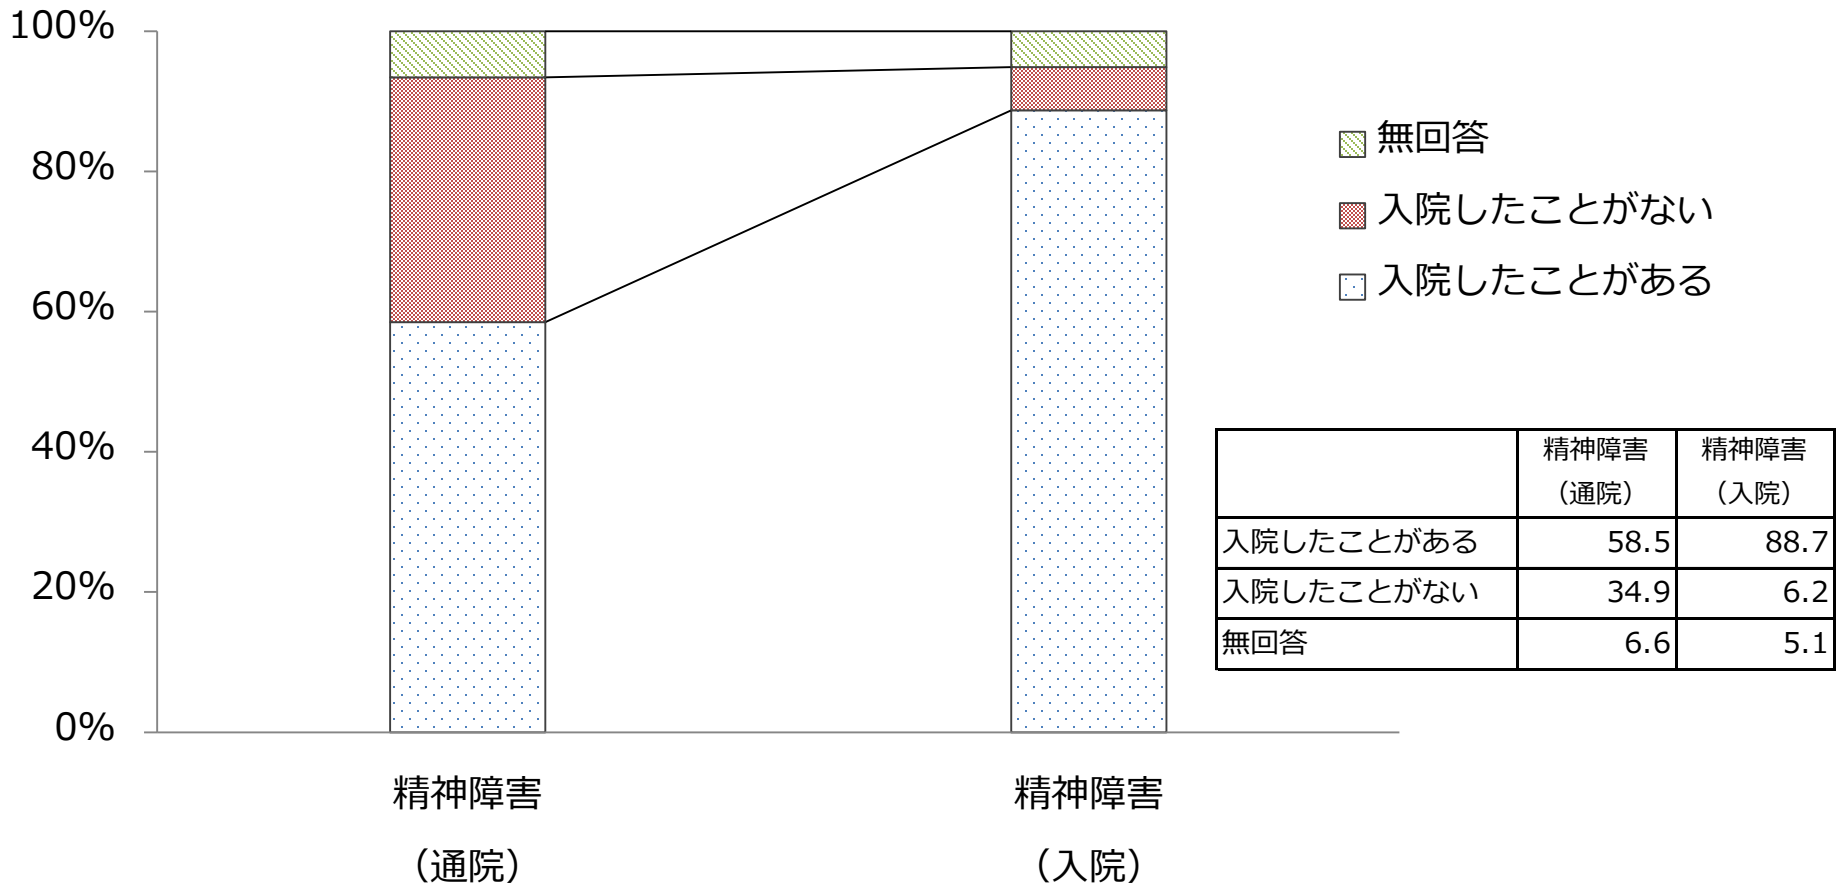 100%
80%
60%
40%
20%
0%
精神障害
（通院）
精神障害
（入院）
無回答
入院したことがない
入院したことがある
精神障害
（通院）
精神障害
（入院）
入院したことがある 58.5 88.7
入院したことがない 34.9 6.2
無回答 6.6 5.1